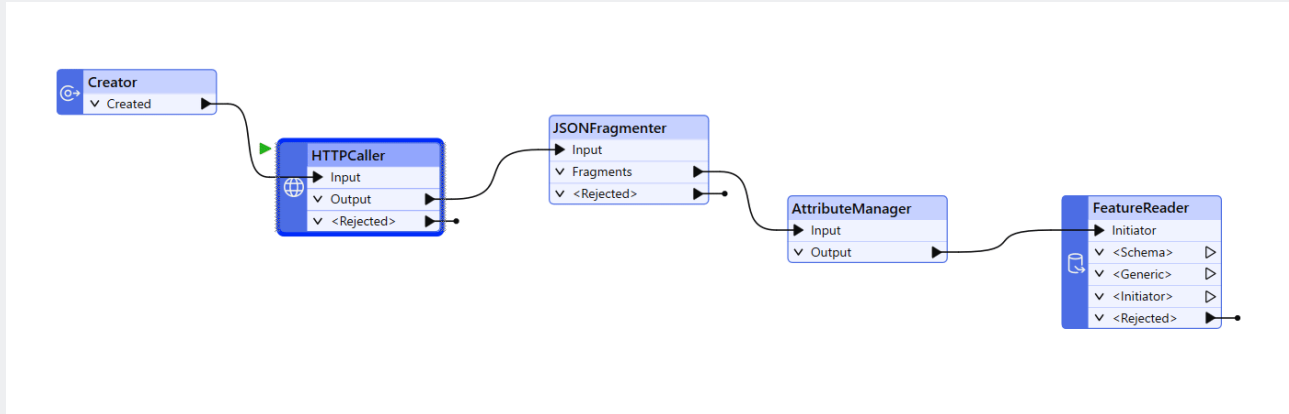 Creator
Created
HTTPCaller
Input
Output
<Rejected>
JSONFragmenter
Input
Fragments
<Rejected>
AttributeManager
Input
Output
FeatureReader
Initiator
<Schema>
<Generic>
<Initiator>
<Rejected>